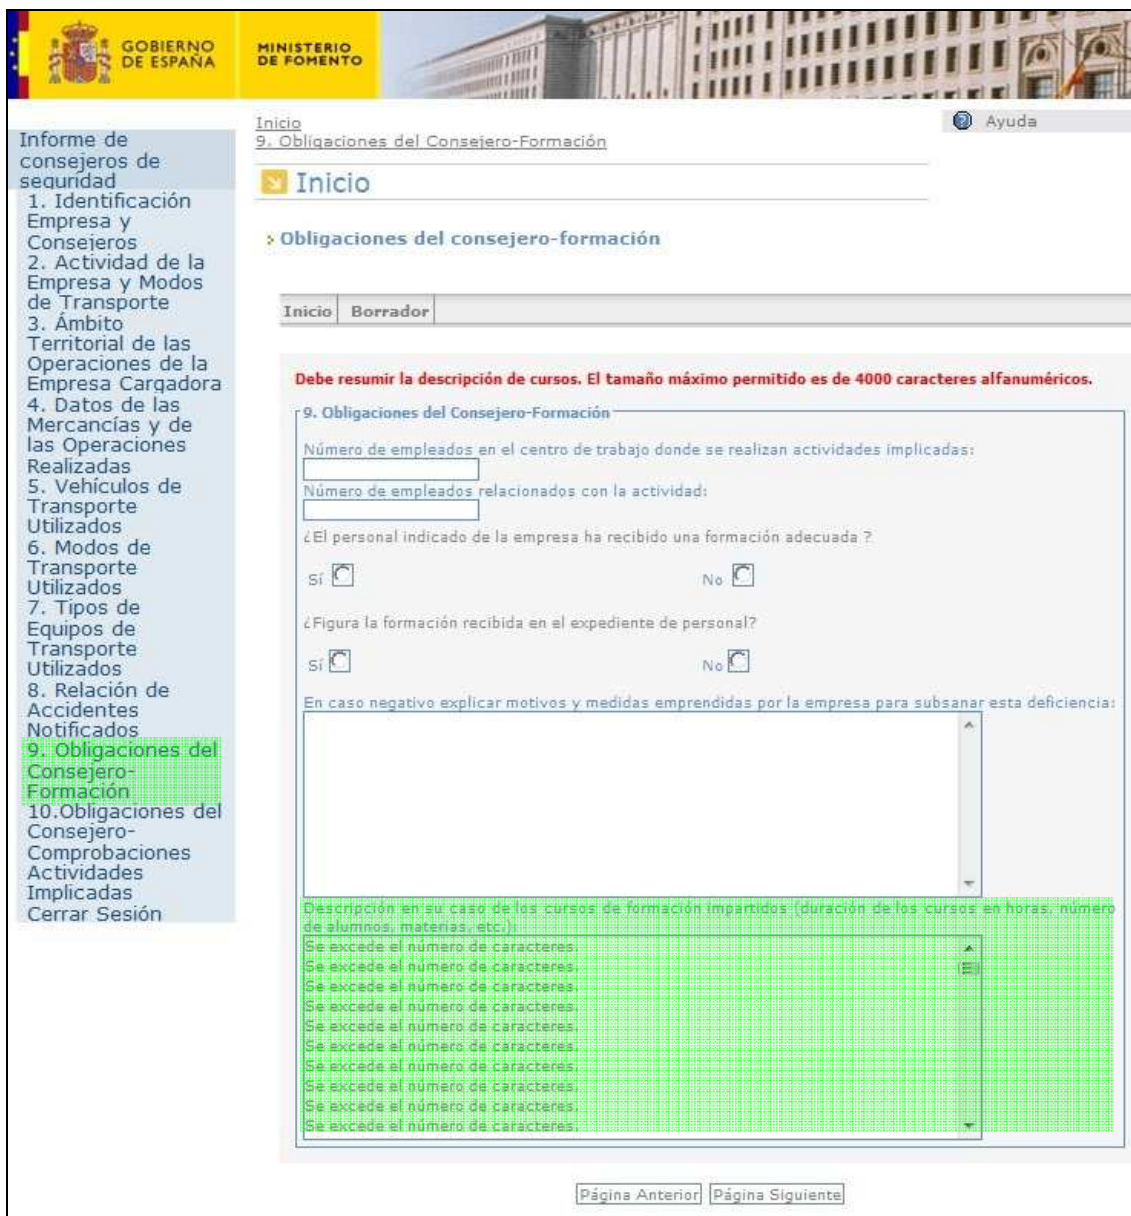 GOBIERNO
DE ESPAÑA
MINISTERIO
DE FOMENTO
Informe de
consejeros de
seguridad
1. Identificación
Empresa y
Consejeros
2. Actividad de la
Empresa y Modos
de Transporte
3. Ámbito
Territorial de las
Operaciones de la
Empresa Cargadora
4. Datos de las
Mercancías y de
las Operaciones
Realizadas
5. Vehículos de
Transporte
Utilizados
6. Modos de
Transporte
Utilizados
7. Tipos de
Equipos de
Transporte
Utilizados
8. Relación de
Accidentes
Notificados
9. Obligaciones del
Consejero-
Formación
10.Obligaciones del
Consejero-
Comprobaciones
Actividades
Implicadas
Cerrar Sesión
Inicio
9. Obligaciones del Consejero-Formación
Ayuda
Inicio
Obligaciones del consejero-formación
Inicio Borrador
Debe resumir la descripción de cursos. El tamaño máximo permitido es de 4000 caracteres alfanuméricos.
9. Obligaciones del Consejero-Formación
Número de empleados en el centro de trabajo donde se realizan actividades implicadas:
Número de empleados relacionados con la actividad:
¿El personal indicado de la empresa ha recibido una formación adecuada ?
Sí No
¿Figura la formación recibida en el expediente de personal?
Sí No
En caso negativo explicar motivos y medidas emprendidas por la empresa para subsanar esta deficiencia:
Descripción en su caso de los cursos de formación impartidos (duración de los cursos en horas, número
de alumnos, materias, etc.):
Se excede el número de caracteres.
Se excede el número de caracteres.
Se excede el número de caracteres.
Se excede el número de caracteres.
Se excede el número de caracteres.
Se excede el número de caracteres.
Se excede el número de caracteres.
Se excede el número de caracteres.
Se excede el número de caracteres.
Se excede el número de caracteres.
Página Anterior Página Siguiente